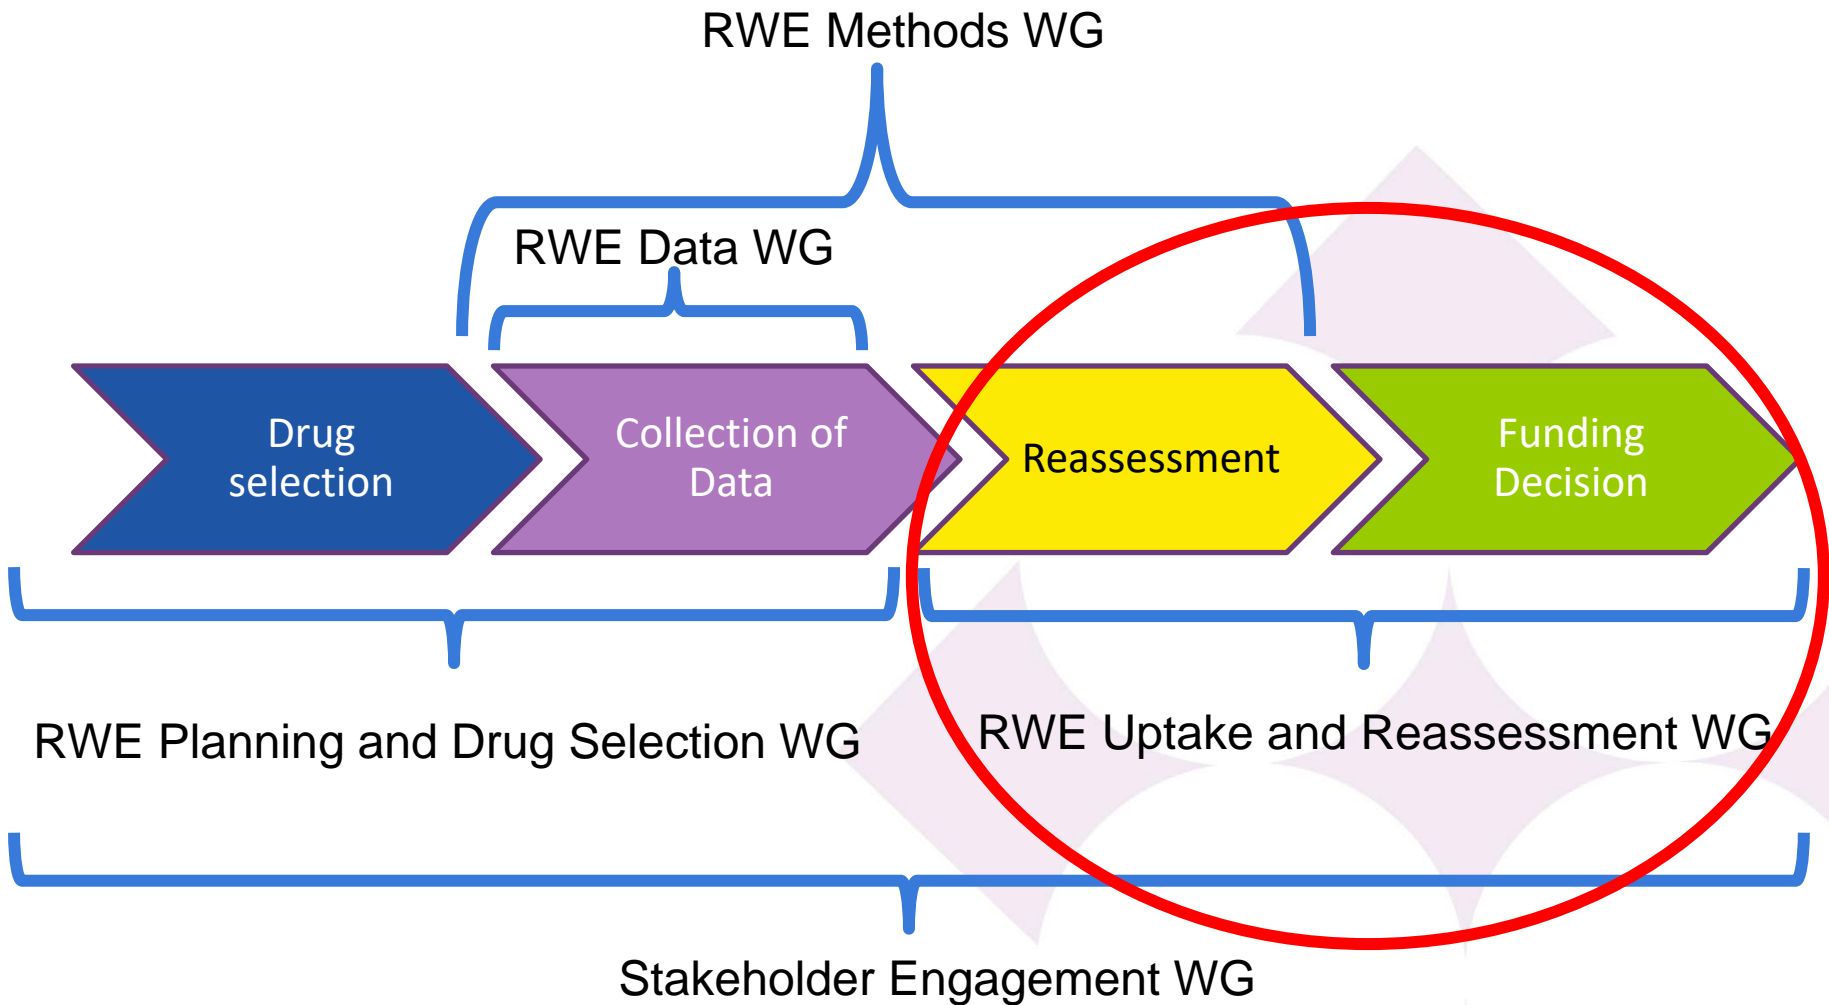 RWE Methods WG
RWE Data WG
Drug
selection
Collection of
Data
Reassessment
Funding
Decision
RWE Planning and Drug Selection WG
RWE Uptake and Reassessment WG
Stakeholder Engagement WG